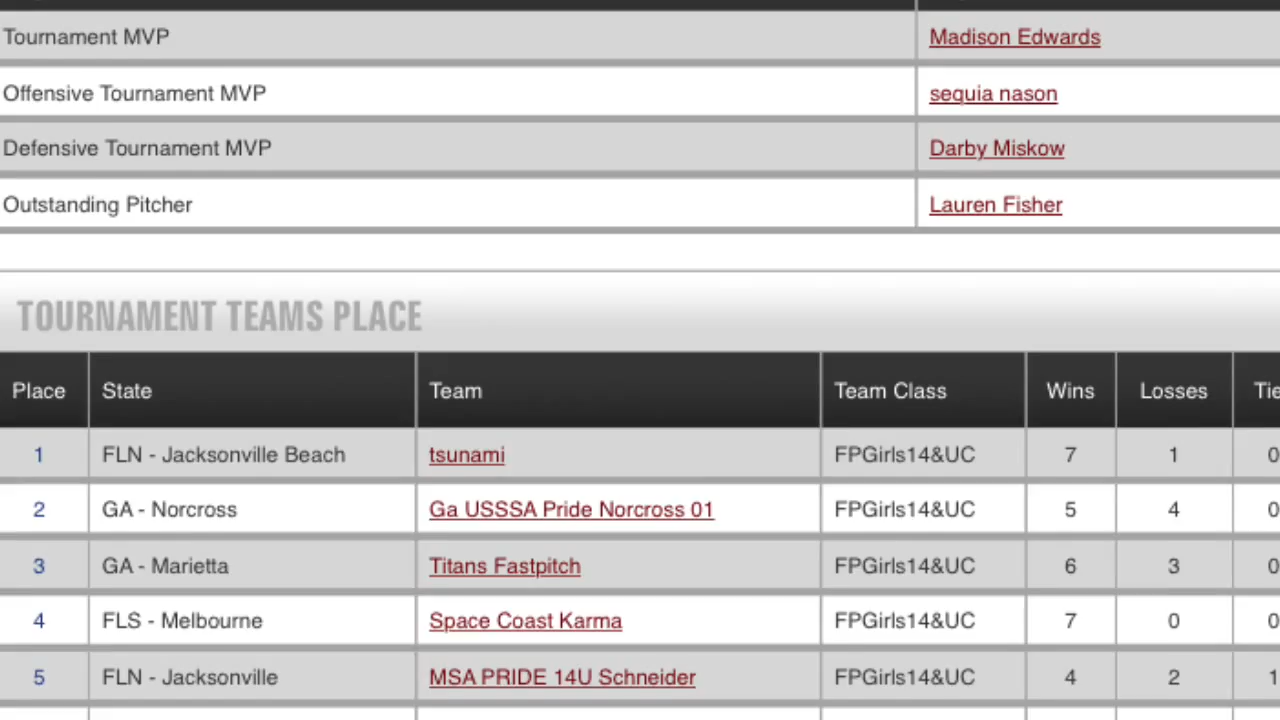 Tournament MVP Madison Edwards
Offensive Tournament MVP sequia nason
Defensive Tournament MVP Darby Miskow
Outstanding Pitcher Lauren Fisher
TOURNAMENT TEAMS PLACE
Place State Team Team Class Wins Losses Tie
1 FLN - Jacksonville Beach tsunami FPGirls14&UC 7 1 0
2 GA - Norcross Ga USSSA Pride Norcross 01 FPGirls14&UC 5 4 0
3 GA - Marietta Titans Fastpitch FPGirls14&UC 6 3 0
4 FLS - Melbourne Space Coast Karma FPGirls14&UC 7 0 0
5 FLN - Jacksonville MSA PRIDE 14U Schneider FPGirls14&UC 4 2 1